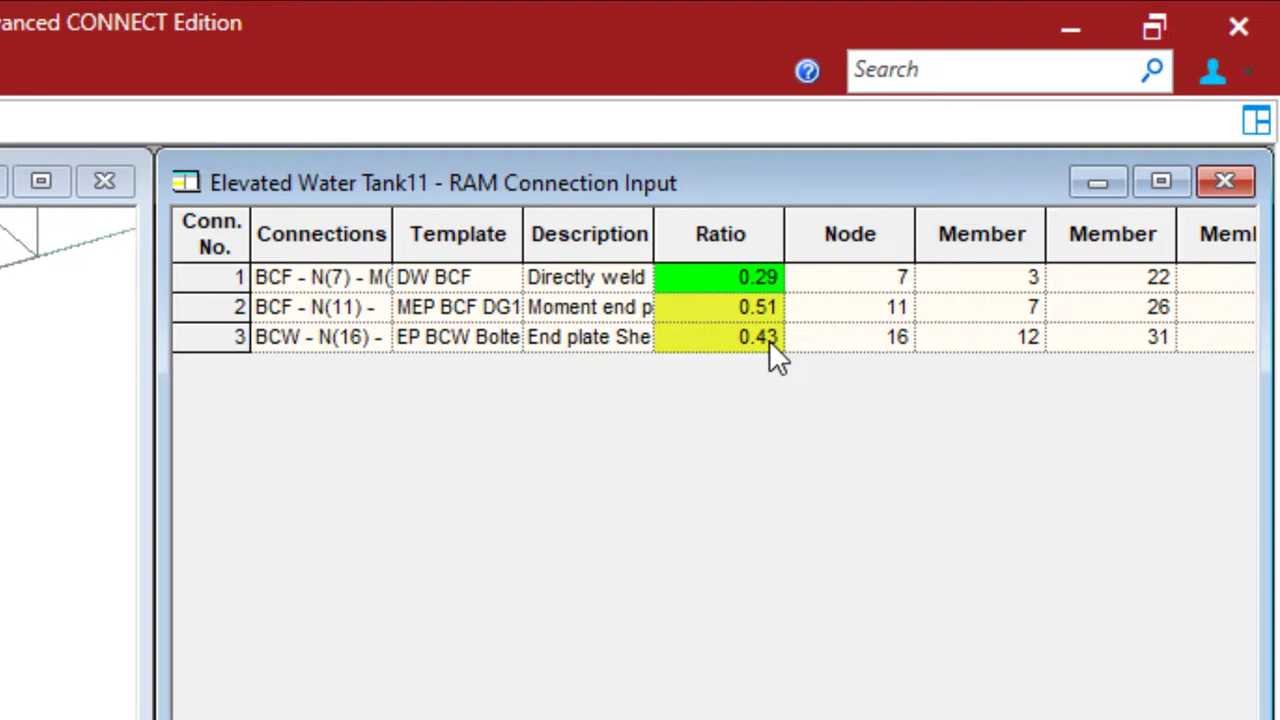 vanced CONNECT Edition
Search
Elevated Water Tank11 - RAM Connection Input
Conn. No. Connections Template Description Ratio Node Member Member Meml
1 BCF - N(7) - M( DW BCF Directly weld 0.29 7 3 22
2 BCF - N(11) - MEP BCF DG1 Moment end p 0.51 11 7 26
3 BCW - N(16) - EP BCW Bolte End plate She 0.43 16 12 31